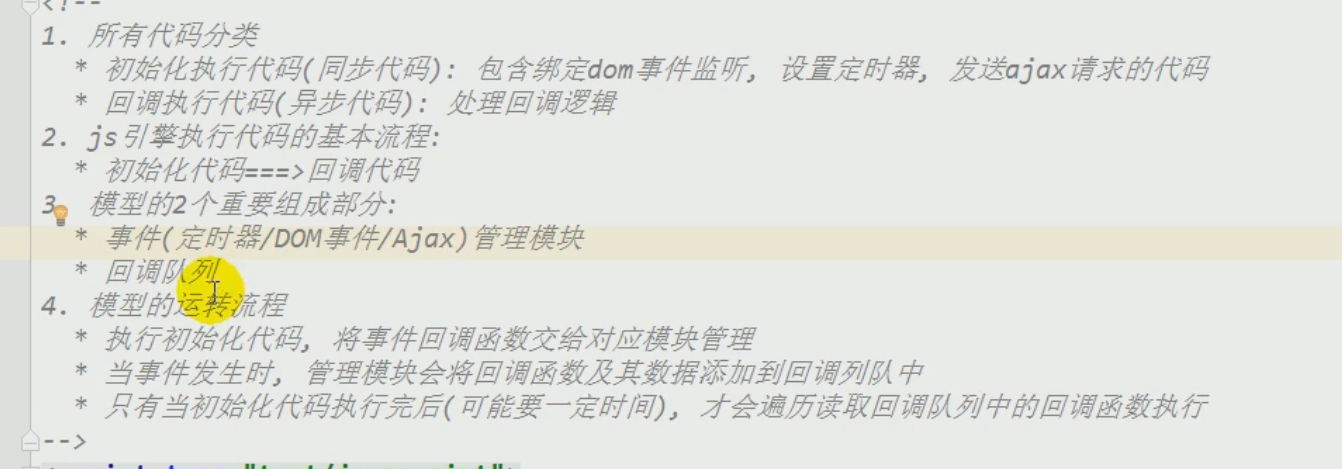 <!--
1. 所有代码分类
* 初始化执行代码(同步代): 包含绑定dom事件监听, 设置定时器, 发送ajax请求的代码
* 回调执行代码(异步代码): 处理回调逻辑
2. js引擎执行代码的基本流程:
* 初始化代码===>回调代码
3 模型的2个重要组成部分:
* 事件(定时器/DOM事件/Ajax)管理模块
* 回调队列
4. 模型的运转流程
* 执行初始化代码, 将事件回调函数交给对应模块管理
* 当事件发生时, 管理模块会将回调函数及其数据添加到回调列队中
* 只有当初始化代码执行完后(可能要一定时间), 才会遍历读取回调队列中的回调函数执行
-->